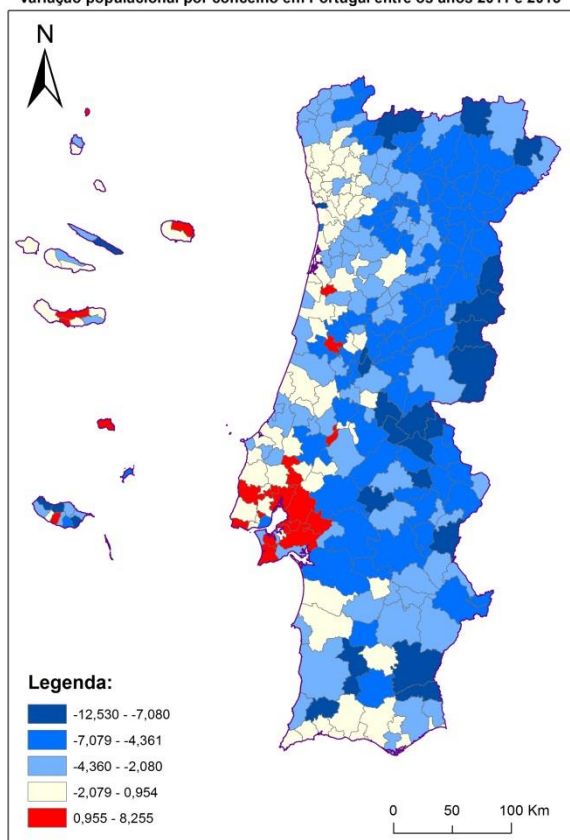 Variação populacional por concelho em Portugal entre os anos 2011 e 2015
N
Legenda:
-12,530 - -7,080
-7,079 - -4,361
-4,360 - -2,080
-2,079 - 0,954
0,955 - 8,255
0 50 100 Km